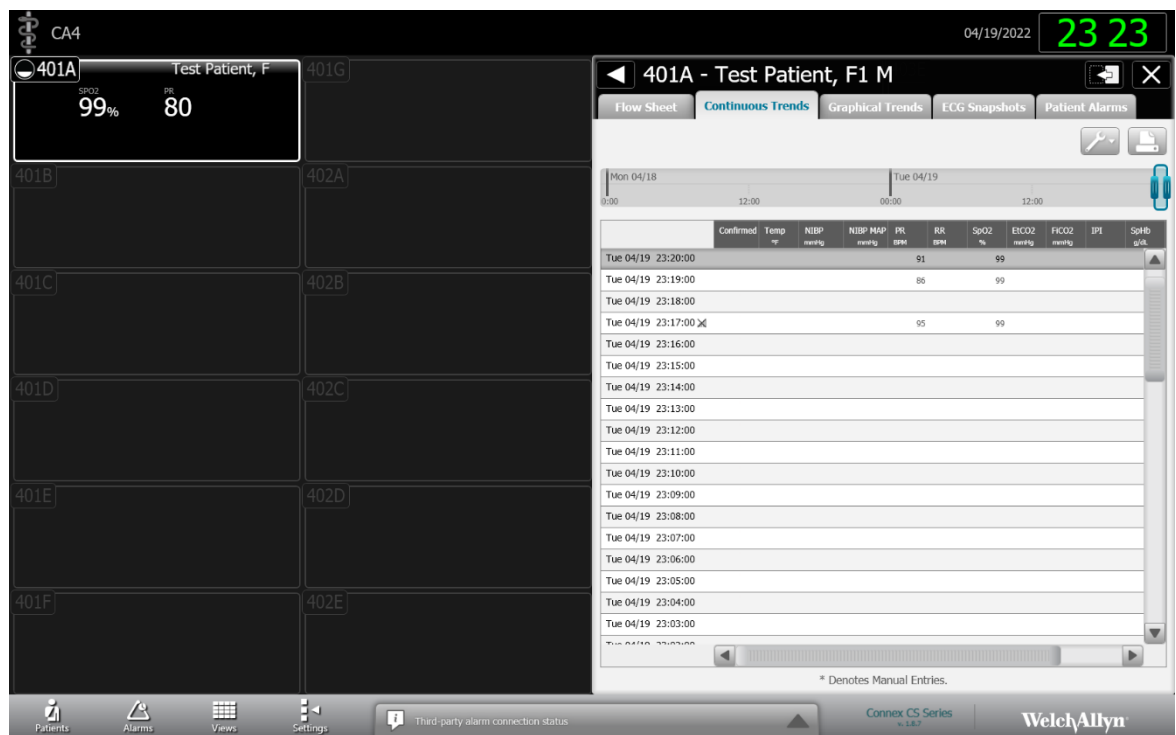 CA4
04/19/2022
23 23
401A Test Patient, F
SPO2 PR
99% 80
401G
401B
402A
401C
402B
401D
402C
401E
402D
401F
402E
401A - Test Patient, F1 M
Flow Sheet Continuous Trends Graphical Trends ECG Snapshots Patient Alarms
Mon 04/18 Tue 04/19
0:00 12:00 00:00 12:00
Confirmed Temp NIBP NIBP MAP PR RR SpO2 EtCO2 FiCO2 IPI SpHb
°F mmHg mmHg BPM BPM % mmHg mmHg g/dL
Tue 04/19 23:20:00 91 99
Tue 04/19 23:19:00 86 99
Tue 04/19 23:18:00
Tue 04/19 23:17:00 95 99
Tue 04/19 23:16:00
Tue 04/19 23:15:00
Tue 04/19 23:14:00
Tue 04/19 23:13:00
Tue 04/19 23:12:00
Tue 04/19 23:11:00
Tue 04/19 23:10:00
Tue 04/19 23:09:00
Tue 04/19 23:08:00
Tue 04/19 23:07:00
Tue 04/19 23:06:00
Tue 04/19 23:05:00
Tue 04/19 23:04:00
Tue 04/19 23:03:00
* Denotes Manual Entries.
Patients Alarms Views Settings
Third-party alarm connection status
Connex CS Series
v. 1.8.7
WelchAllyn